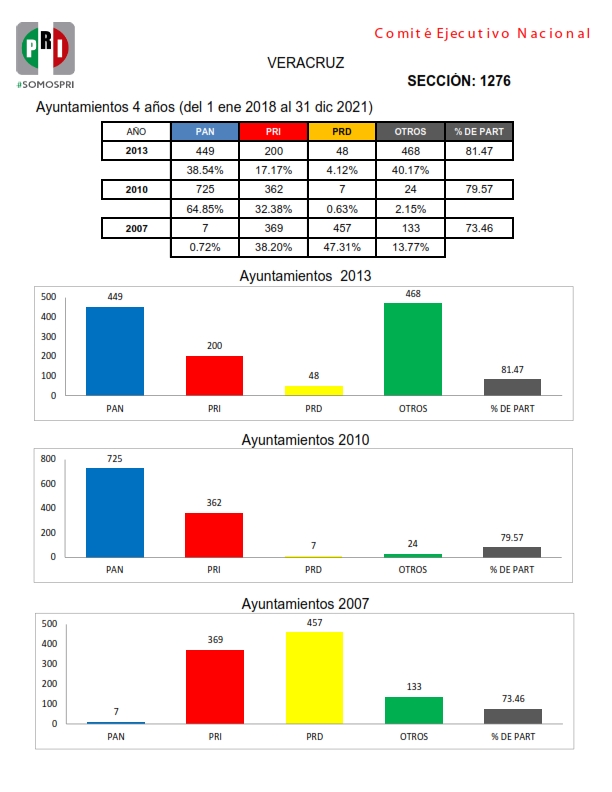 Comité Ejecutivo Nacional
PRI
#SOMOSPRI
VERACRUZ
SECCIÓN: 1276
Ayuntamientos 4 años (del 1 ene 2018 al 31 dic 2021)
AÑO PAN PRI PRD OTROS % DE PART
2013 449 200 48 468 81.47
38.54% 17.17% 4.12% 40.17%
2010 725 362 7 24 79.57
64.85% 32.38% 0.63% 2.15%
2007 7 369 457 133 73.46
0.72% 38.20% 47.31% 13.77%
Ayuntamientos 2013
500
400
300
200
100
0
449 200 48 468 81.47
PAN PRI PRD OTROS % DE PART
Ayuntamientos 2010
800
600
400
200
0
725 362 7 24 79.57
PAN PRI PRD OTROS % DE PART
Ayuntamientos 2007
500
400
300
200
100
0
7 369 457 133 73.46
PAN PRI PRD OTROS % DE PART